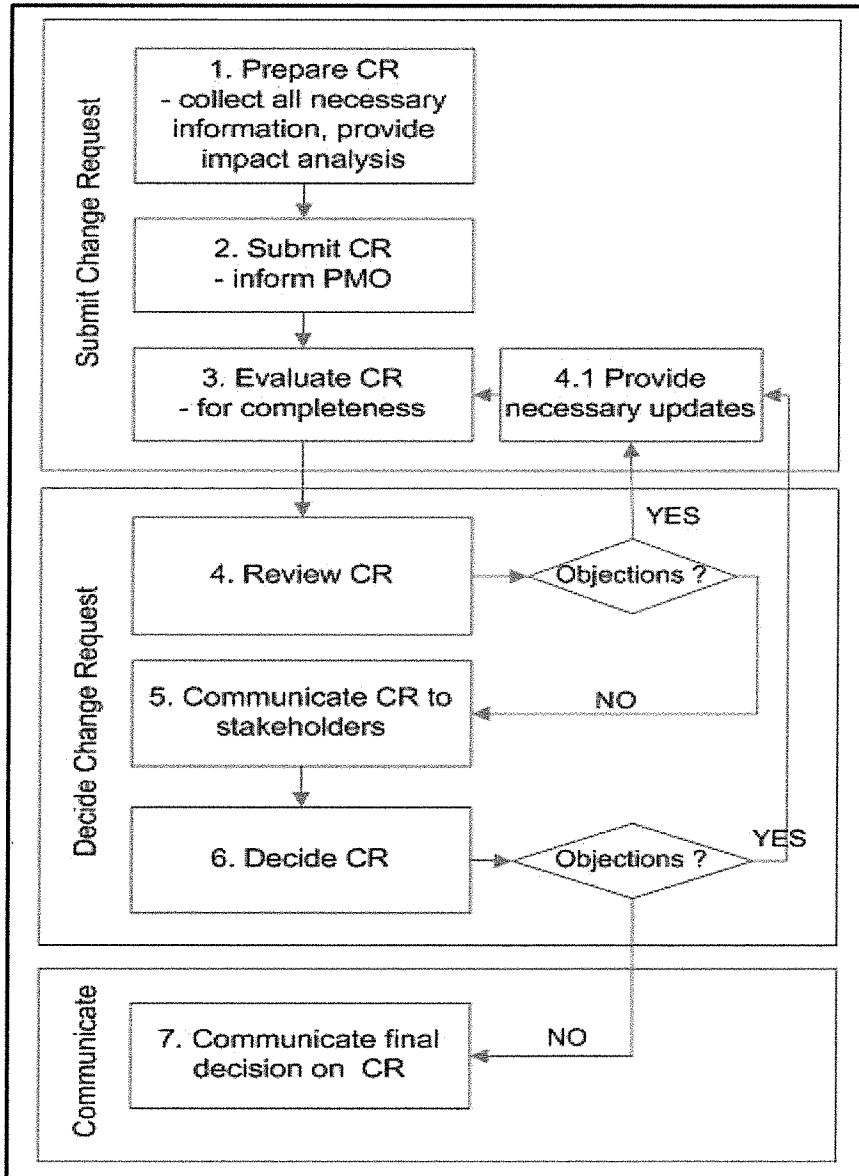 Submit Change Request
1. Prepare CR
- collect all necessary
information, provide
impact analysis
2. Submit CR
- inform PMO
3. Evaluate CR
- for completeness
4.1 Provide
necessary updates
Decide Change Request
4. Review CR
Objections ?
YES
NO
5. Communicate CR to
stakeholders
6. Decide CR
Objections ?
YES
Communicate
7. Communicate final
decision on CR
NO